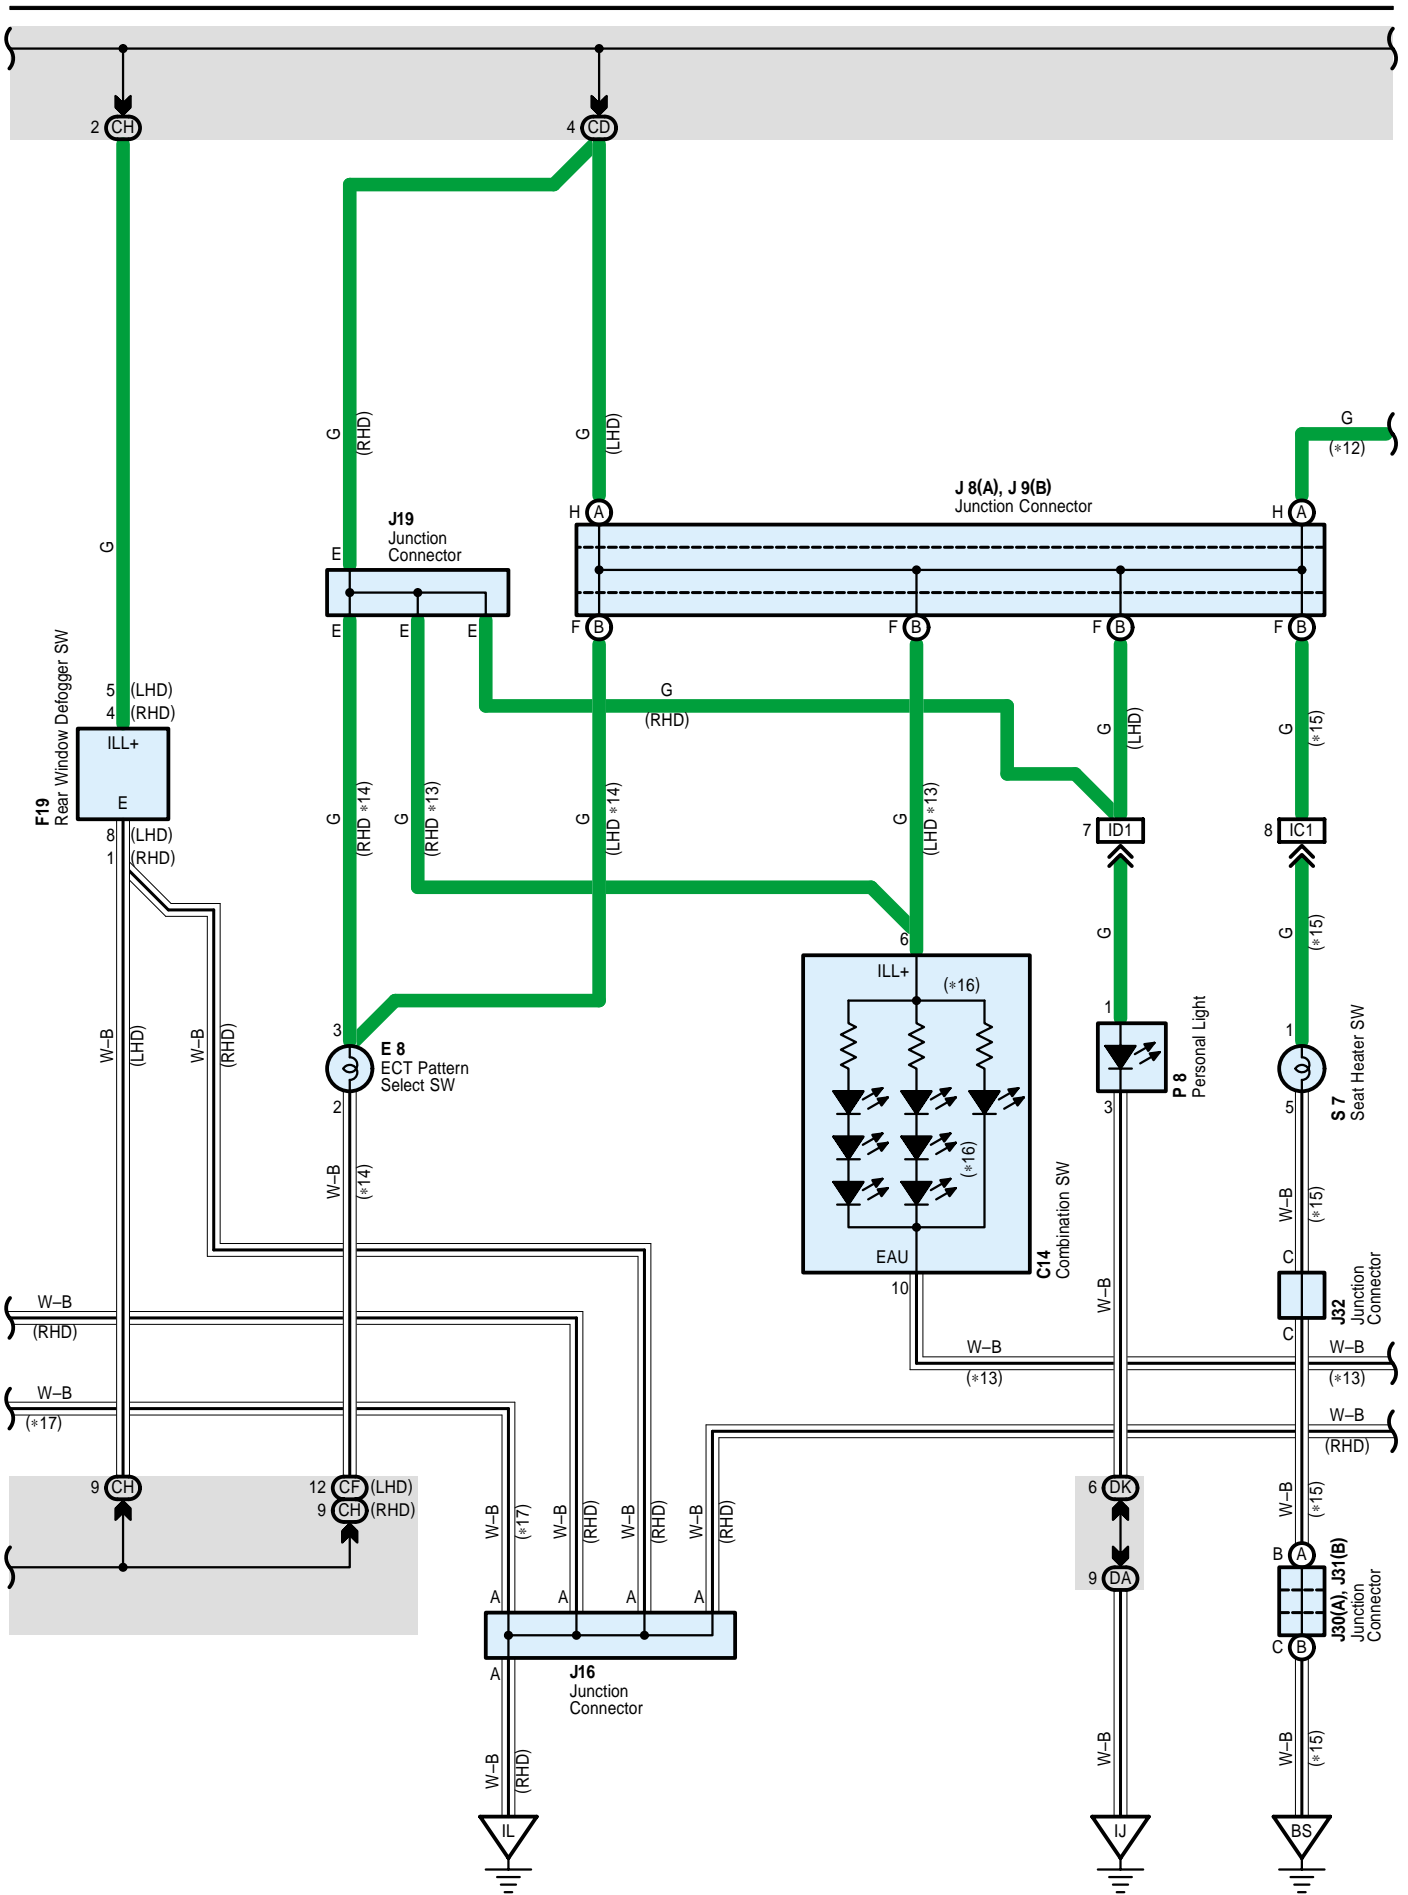 2 CH
4 CD
G
(RHD)
G
(LHD)
G
(*12)
J 8(A), J 9(B)
Junction Connector
H A
H A
J19
Junction
Connector
E
G
E
E
E
F B
F B
F B
F B
5 (LHD)
4 (RHD)
G
(RHD)
G
(LHD)
G
(*15)
F19
Rear Window Defogger SW
ILL+
E
8 (LHD)
1 (RHD)
G
(RHD *14)
G
(RHD *13)
G
(LHD *14)
G
(LHD *13)
7 ID1
8 IC1
G
G
(*15)
6
ILL+
(*16)
(*16)
EAU
10
C14
Combination SW
W–B
(LHD)
W–B
(RHD)
3
E 8
ECT Pattern
Select SW
2
1
P 8
Personal Light
3
1
S 7
Seat Heater SW
5
W–B
(*14)
W–B
(*15)
C
J32
Junction
Connector
C
W–B
W–B
(RHD)
W–B
(*13)
W–B
(*13)
W–B
(*17)
W–B
(RHD)
9 CH
12 CF (LHD)
9 CH (RHD)
W–B
(*17)
W–B
(RHD)
W–B
(RHD)
W–B
(RHD)
6 DK
9 DA
W–B
(*15)
B A
J30(A), J31(B)
Junction
Connector
C B
A
A
A
A
A
J16
Junction
Connector
W–B
(RHD)
W–B
W–B
(*15)
IL
IJ
BS